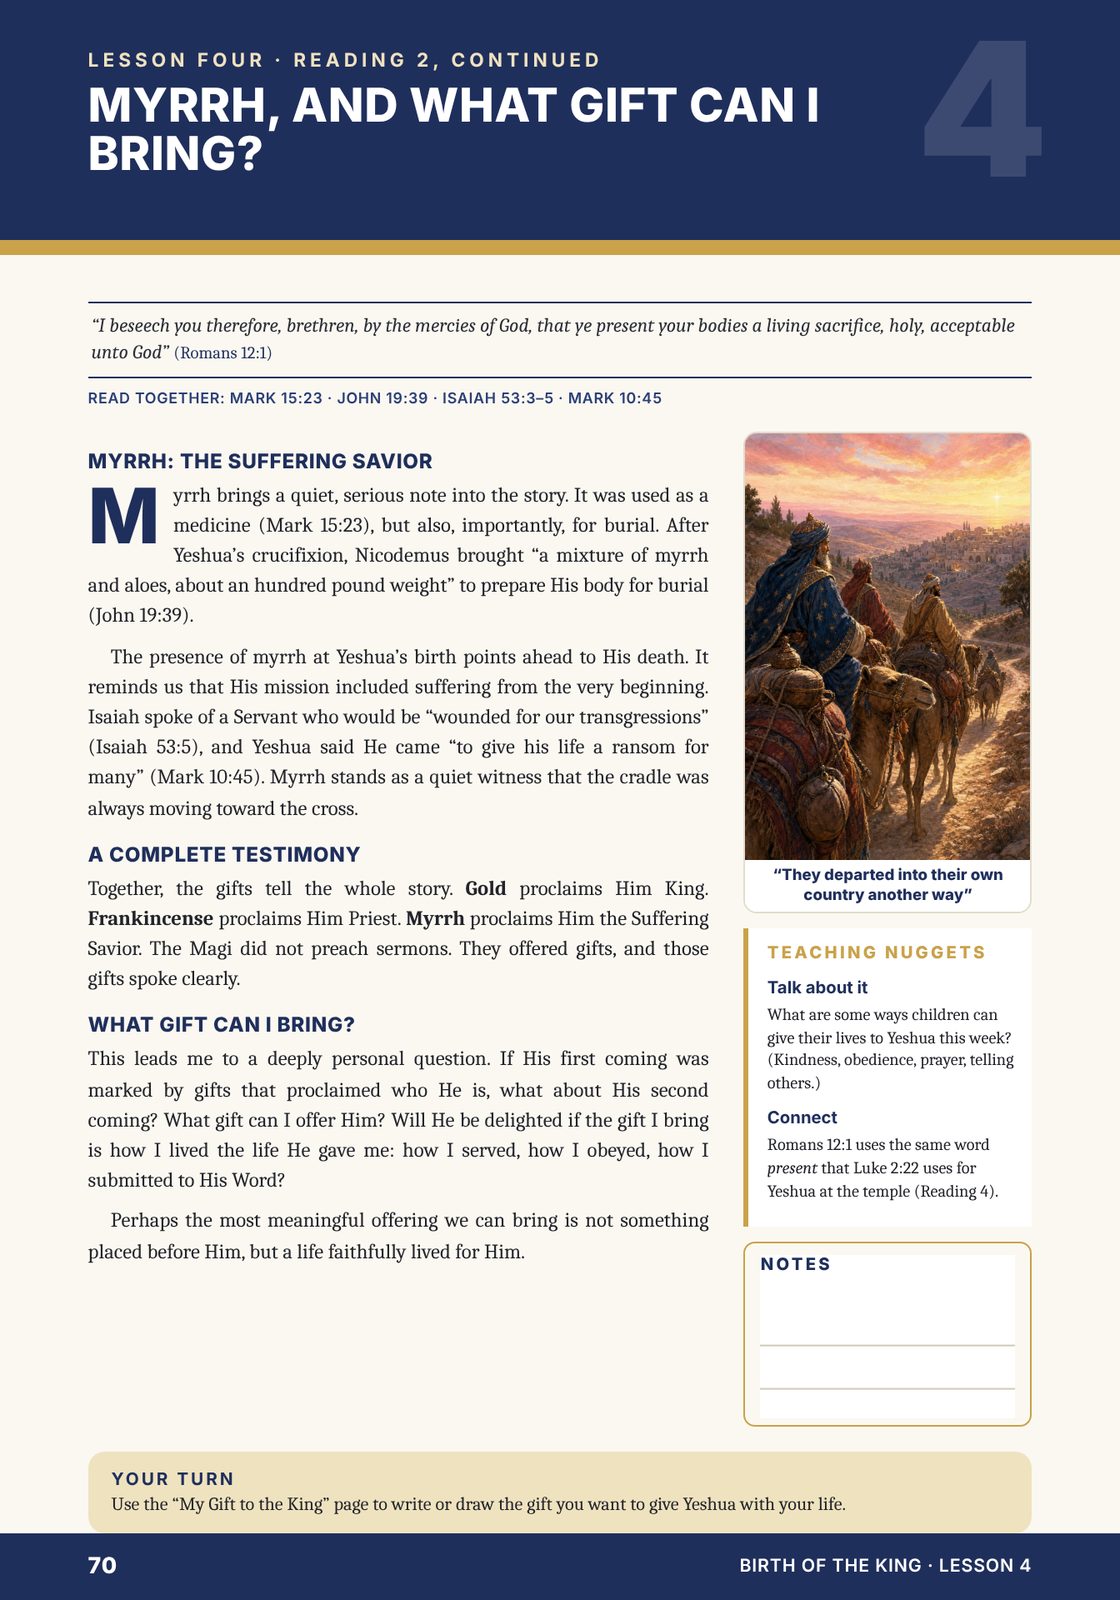 LESSON FOUR · READING 2, CONTINUED
MYRRH, AND WHAT GIFT CAN I
BRING?
4
“I beseech you therefore, brethren, by the mercies of God, that ye present your bodies a living sacrifice, holy, acceptable
unto God” (Romans 12:1)
READ TOGETHER: MARK 15:23 · JOHN 19:39 · ISAIAH 53:3–5 · MARK 10:45
MYRRH: THE SUFFERING SAVIOR
Myrrh brings a quiet, serious note into the story. It was used as a
medicine (Mark 15:23), but also, importantly, for burial. After
Yeshua’s crucifixion, Nicodemus brought “a mixture of myrrh
and aloes, about an hundred pound weight” to prepare His body for burial
(John 19:39).
The presence of myrrh at Yeshua’s birth points ahead to His death. It
reminds us that His mission included suffering from the very beginning.
Isaiah spoke of a Servant who would be “wounded for our transgressions”
(Isaiah 53:5), and Yeshua said He came “to give his life a ransom for
many” (Mark 10:45). Myrrh stands as a quiet witness that the cradle was
always moving toward the cross.
A COMPLETE TESTIMONY
Together, the gifts tell the whole story. Gold proclaims Him King.
Frankincense proclaims Him Priest. Myrrh proclaims Him the Suffering
Savior. The Magi did not preach sermons. They offered gifts, and those
gifts spoke clearly.
WHAT GIFT CAN I BRING?
This leads me to a deeply personal question. If His first coming was
marked by gifts that proclaimed who He is, what about His second
coming? What gift can I offer Him? Will He be delighted if the gift I bring
is how I lived the life He gave me: how I served, how I obeyed, how I
submitted to His Word?
Perhaps the most meaningful offering we can bring is not something
placed before Him, but a life faithfully lived for Him.
“They departed into their own
country another way”
TEACHING NUGGETS
Talk about it
What are some ways children can
give their lives to Yeshua this week?
(Kindness, obedience, prayer, telling
others.)
Connect
Romans 12:1 uses the same word
present that Luke 2:22 uses for
Yeshua at the temple (Reading 4).
NOTES
YOUR TURN
Use the “My Gift to the King” page to write or draw the gift you want to give Yeshua with your life.
70
BIRTH OF THE KING · LESSON 4